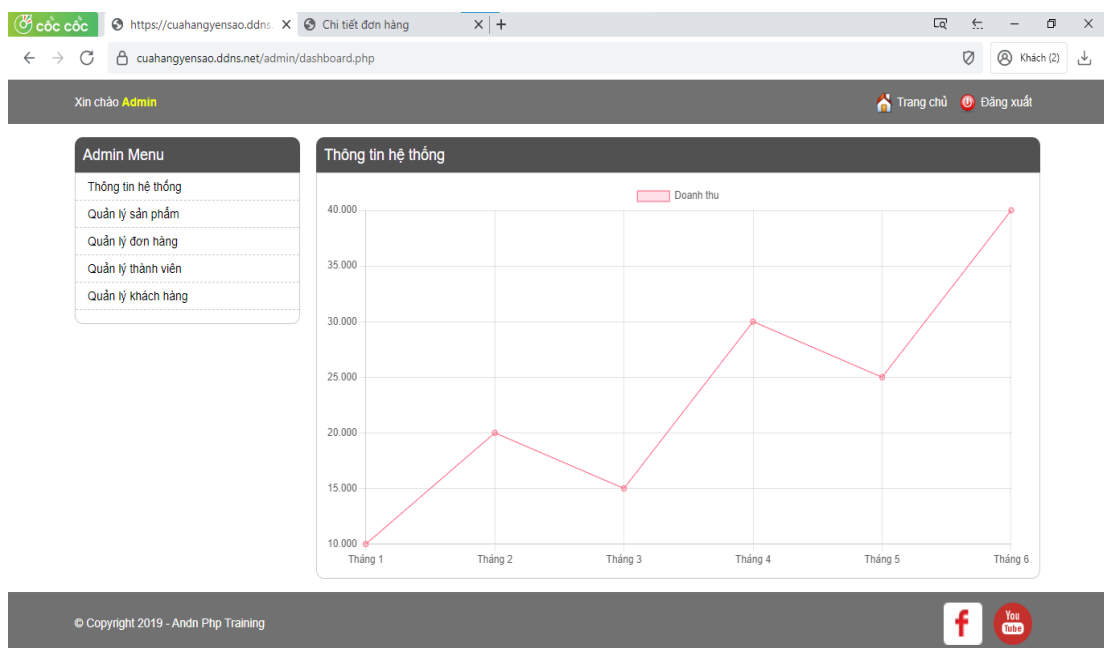 cốc cốc
https://cuahangyensao.ddns.
Chi tiết đơn hàng
cuahangyensao.ddns.net/admin/dashboard.php
Khách (2)
Xin chào Admin
Trang chủ
Đăng xuất
Admin Menu
Thông tin hệ thống
Quản lý sản phẩm
Quản lý đơn hàng
Quản lý thành viên
Quản lý khách hàng
Thông tin hệ thống
Doanh thu
40.000
35.000
30.000
25.000
20.000
15.000
10.000
Tháng 1 Tháng 2 Tháng 3 Tháng 4 Tháng 5 Tháng 6
© Copyright 2019 - Andn Php Training
f
You
Tube